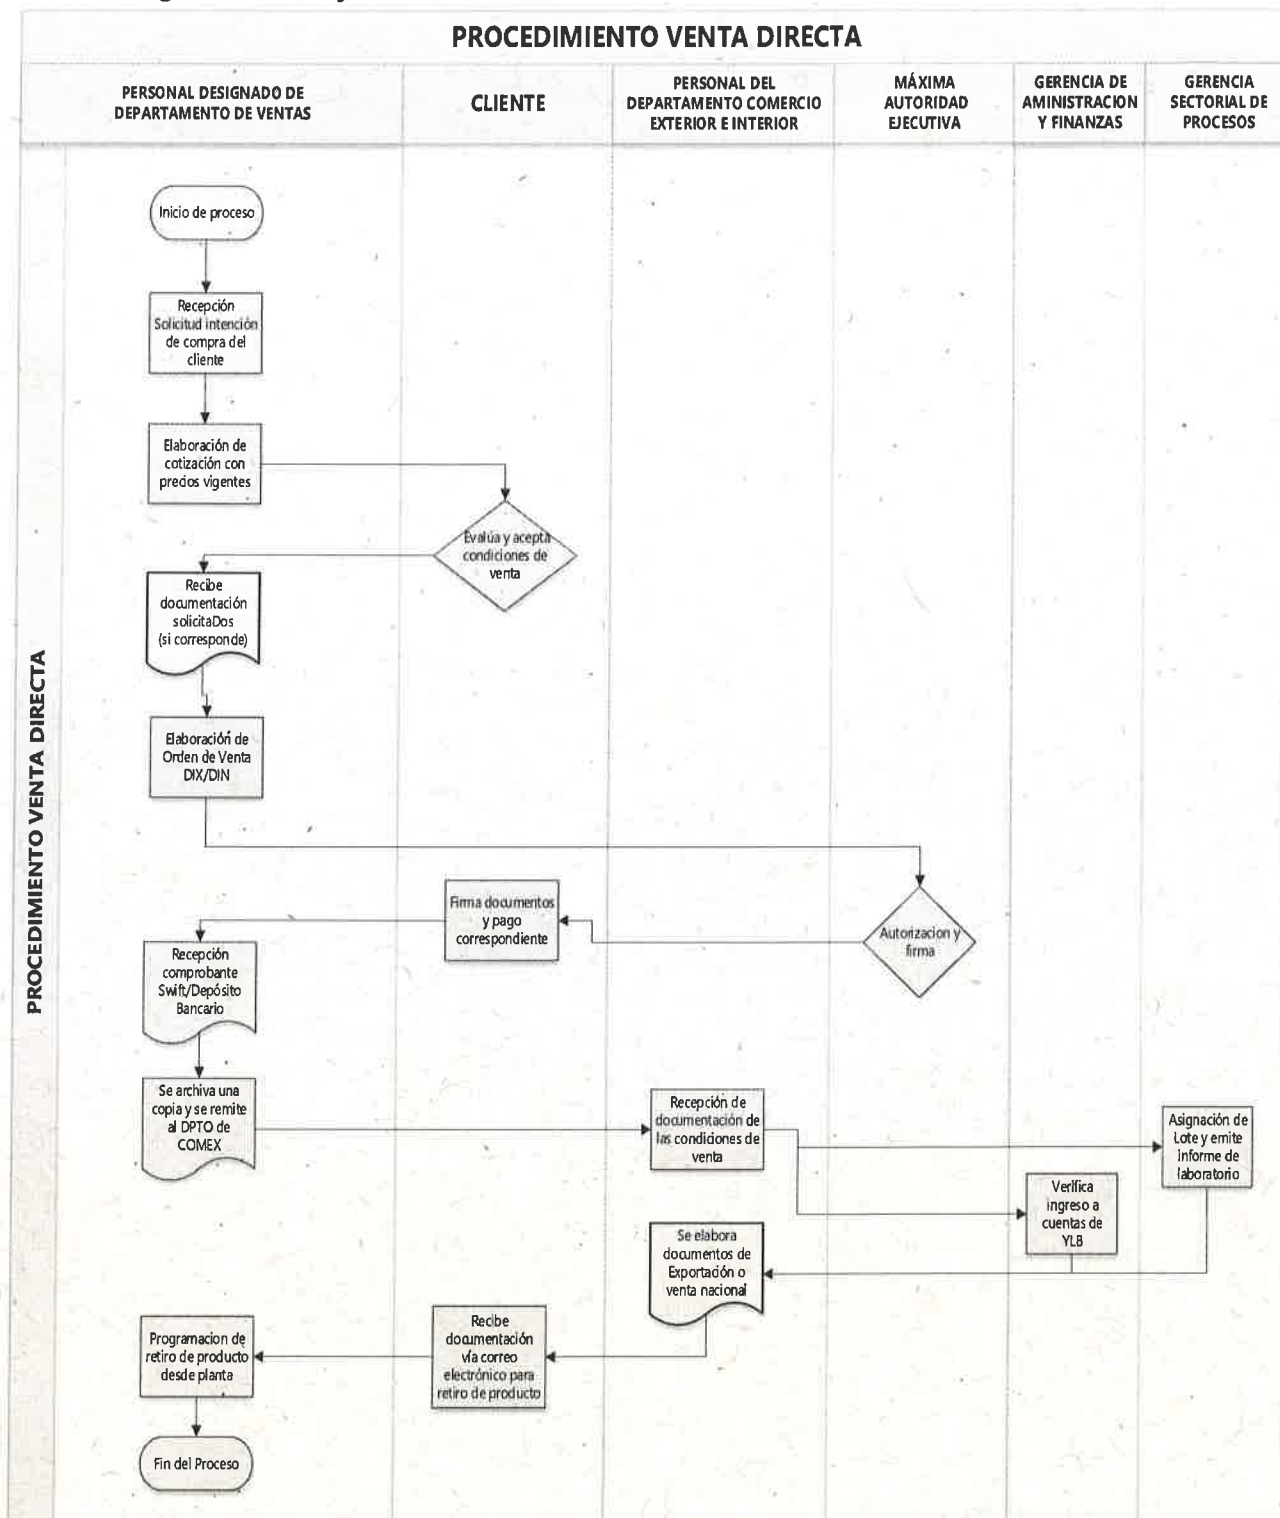 PROCEDIMIENTO VENTA DIRECTA
PERSONAL DESIGNADO DE
DEPARTAMENTO DE VENTAS
CLIENTE
PERSONAL DEL
DEPARTAMENTO COMERCIO
EXTERIOR E INTERIOR
MÁXIMA
AUTORIDAD
EJECUTIVA
GERENCIA DE
AMINISTRACION
Y FINANZAS
GERENCIA
SECTORIAL DE
PROCESOS
PROCEDIMIENTO VENTA DIRECTA
Inicio de proceso
Recepción
Solicitud intención
de compra del
cliente
Elaboración de
cotización con
precios vigentes
Evalúa y acepta
condiciones de
venta
Recibe
documentación
solicitaDos
(si corresponde)
Elaboración de
Orden de Venta
DIX/DIN
Autorizacion y
firma
Firma documentos
y pago
correspondiente
Recepción
comprobante
Swift/Depósito
Bancario
Se archiva una
copia y se remite
al DPTO de
COMEX
Recepción de
documentación de
las condiciones de
venta
Asignación de
Lote y emite
informe de
laboratorio
Verifica
ingreso a
cuentas de
YLB
Se elabora
documentos de
Exportación o
venta nacional
Recibe
documentación
vía correo
electrónico para
retiro de producto
Programacion de
retiro de producto
desde planta
Fin del Proceso